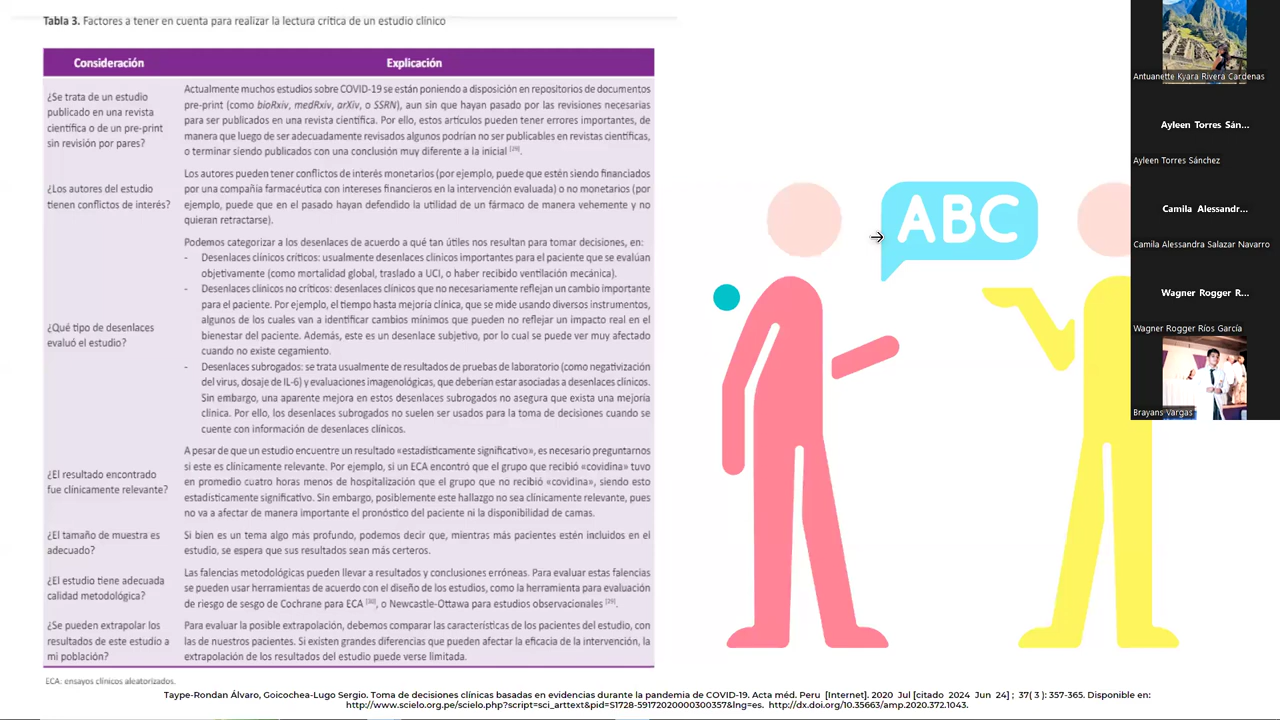 Tabla 3. Factores a tener en cuenta para realizar la lectura crítica de un estudio clínico
Consideración
Explicación
¿Se trata de un estudio
publicado en una revista
científica o de un pre-print
sin revisión por pares?
Actualmente muchos estudios sobre COVID-19 se están poniendo a disposición en repositorios de documentos
pre-print (como bioRxiv, medRxiv, arXiv, o SSRN), aun sin que hayan pasado por las revisiones necesarias
para ser publicados en una revista científica. Por ello, estos artículos pueden tener errores importantes, de
manera que luego de ser adecuadamente revisados algunos podrían no ser publicables en revistas científicas,
o terminar siendo publicados con una conclusión muy diferente a la inicial [29].
¿Los autores del estudio
tienen conflictos de interés?
Los autores pueden tener conflictos de interés monetarios (por ejemplo, puede que estén siendo financiados
por una compañía farmacéutica con intereses financieros en la intervención evaluada) o no monetarios (por
ejemplo, puede que en el pasado hayan defendido la utilidad de un fármaco de manera vehemente y no
quieran retractarse).
¿Qué tipo de desenlaces
evaluó el estudio?
Podemos categorizar a los desenlaces de acuerdo a qué tan útiles nos resultan para tomar decisiones, en:
- Desenlaces clínicos críticos: usualmente desenlaces clínicos importantes para el paciente que se evalúan
objetivamente (como mortalidad global, traslado a UCI, o haber recibido ventilación mecánica).
- Desenlaces clínicos no críticos: desenlaces clínicos que no necesariamente reflejan un cambio importante
para el paciente. Por ejemplo, el tiempo hasta mejoría clínica, que se mide usando diversos instrumentos,
algunos de los cuales van a identificar cambios mínimos que pueden no reflejar un impacto real en el
bienestar del paciente. Además, este es un desenlace subjetivo, por lo cual se puede ver muy afectado
cuando no existe cegamiento.
- Desenlaces subrogados: se trata usualmente de resultados de pruebas de laboratorio (como negativización
del virus, dosaje de IL-6) y evaluaciones imagenológicas, que deberían estar asociadas a desenlaces clínicos.
Sin embargo, una aparente mejora en estos desenlaces subrogados no asegura que exista una mejoría
clínica. Por ello, los desenlaces subrogados no suelen ser usados para la toma de decisiones cuando se
cuente con información de desenlaces clínicos.
¿El resultado encontrado
fue clínicamente relevante?
A pesar de que un estudio encuentre un resultado «estadísticamente significativo», es necesario preguntarnos
si este es clínicamente relevante. Por ejemplo, si un ECA encontró que el grupo que recibió «covidina» tuvo
en promedio cuatro horas menos de hospitalización que el grupo que no recibió «covidina», siendo esto
estadísticamente significativo. Sin embargo, posiblemente este hallazgo no sea clínicamente relevante, pues
no va a afectar de manera importante el pronóstico del paciente ni la disponibilidad de camas.
¿El tamaño de muestra es
adecuado?
Si bien es un tema algo más profundo, podemos decir que, mientras más pacientes estén incluidos en el
estudio, se espera que sus resultados sean más certeros.
¿El estudio tiene adecuada
calidad metodológica?
Las falencias metodológicas pueden llevar a resultados y conclusiones erróneas. Para evaluar estas falencias
se pueden usar herramientas de acuerdo con el diseño de los estudios, como la herramienta para evaluación
de riesgo de sesgo de Cochrane para ECA [30], o Newcastle-Ottawa para estudios observacionales [29].
¿Se pueden extrapolar los
resultados de este estudio a
mi población?
Para evaluar la posible extrapolación, debemos comparar las características de los pacientes del estudio, con
las de nuestros pacientes. Si existen grandes diferencias que pueden afectar la eficacia de la intervención, la
extrapolación de los resultados del estudio puede verse limitada.
ECA: ensayos clínicos aleatorizados.
ABC
Antuanette Kyara Rivera Cardenas
Ayleen Torres Sán...
Ayleen Torres Sánchez
Camila Alessandr...
Camila Alessandra Salazar Navarro
Wagner Rogger R...
Wagner Rogger Ríos García
Brayans Vargas
Taype-Rondan Álvaro, Goicochea-Lugo Sergio. Toma de decisiones clínicas basadas en evidencias durante la pandemia de COVID-19. Acta méd. Peru [Internet]. 2020 Jul [citado 2024 Jun 24] ; 37( 3 ): 357-365. Disponible en:
http://www.scielo.org.pe/scielo.php?script=sci_arttext&pid=S1728-59172020000300357&lng=es. http://dx.doi.org/10.35663/amp.2020.372.1043.